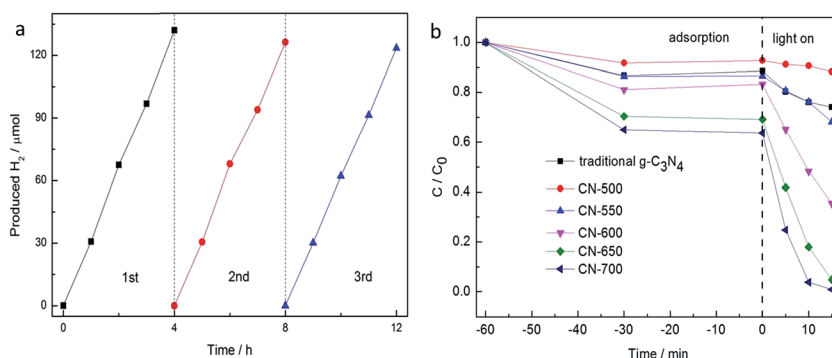 a
Produced H2 / μmol
120
90
60
30
0
1st
2nd
3rd
0
4
8
12
Time / h
b
C / C0
1.0
0.8
0.6
0.4
0.2
0.0
adsorption
light on
traditional g-C3N4
CN-500
CN-550
CN-600
CN-650
CN-700
-60
-50
-40
-30
-20
-10
0
5
10
15
Time / min